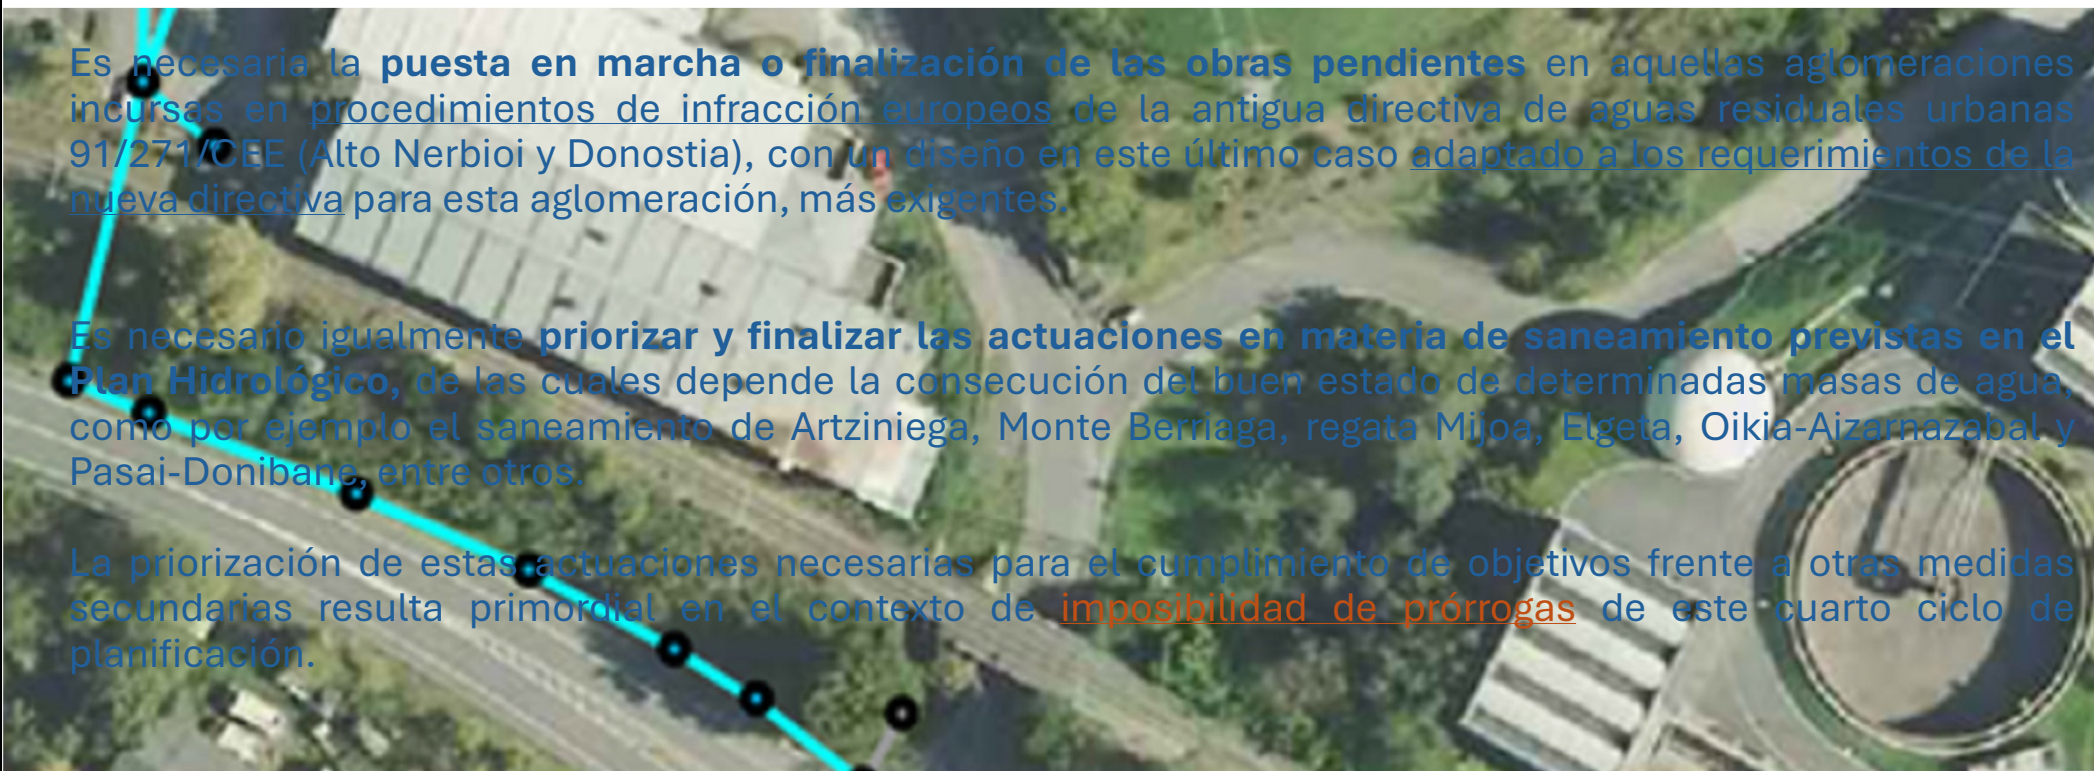 Es necesaria la puesta en marcha o finalización de las obras pendientes en aquellas aglomeraciones
incursas en procedimientos de infracción europeos de la antigua directiva de aguas residuales urbanas
91/271/CEE (Alto Nerbioi y Donostia), con un diseño en este último caso adaptado a los requerimientos de la
nueva directiva para esta aglomeración, más exigentes.
Es necesario igualmente priorizar y finalizar las actuaciones en materia de saneamiento previstas en el
Plan Hidrológico, de las cuales depende la consecución del buen estado de determinadas masas de agua,
como por ejemplo el saneamiento de Artziniega, Monte Berriaga, regata Mijoa, Elgeta, Oikia-Aizarnazabal y
Pasai-Donibane, entre otros.
La priorización de estas actuaciones necesarias para el cumplimiento de objetivos frente a otras medidas
secundarias resulta primordial en el contexto de imposibilidad de prórrogas de este cuarto ciclo de
planificación.